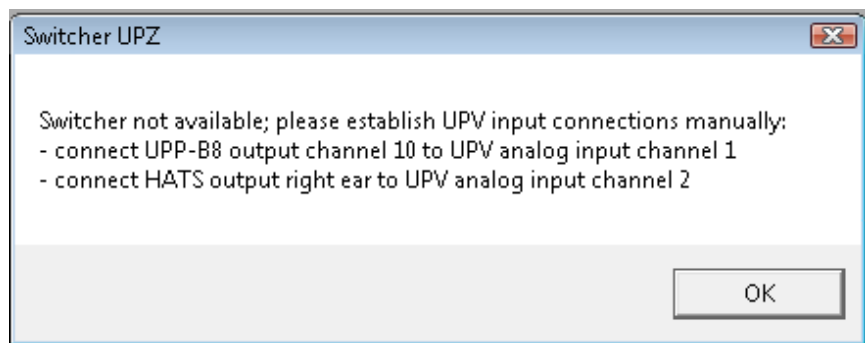 Switcher UPZ
Switcher not available; please establish UPV input connections manually:
- connect UPP-B8 output channel 10 to UPV analog input channel 1
- connect HATS output right ear to UPV analog input channel 2
OK